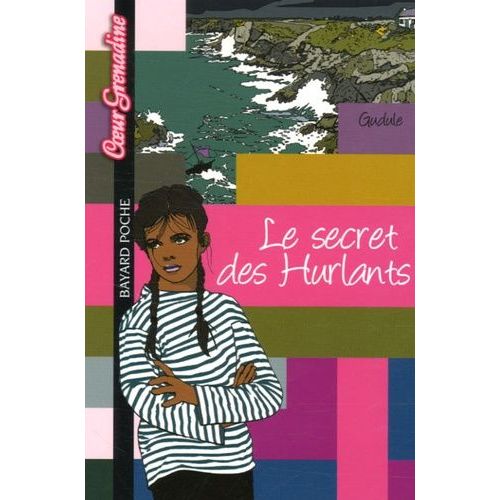 Cœur Grenadine
BAYARD POCHE
Gudule
Le secret
des Hurlants